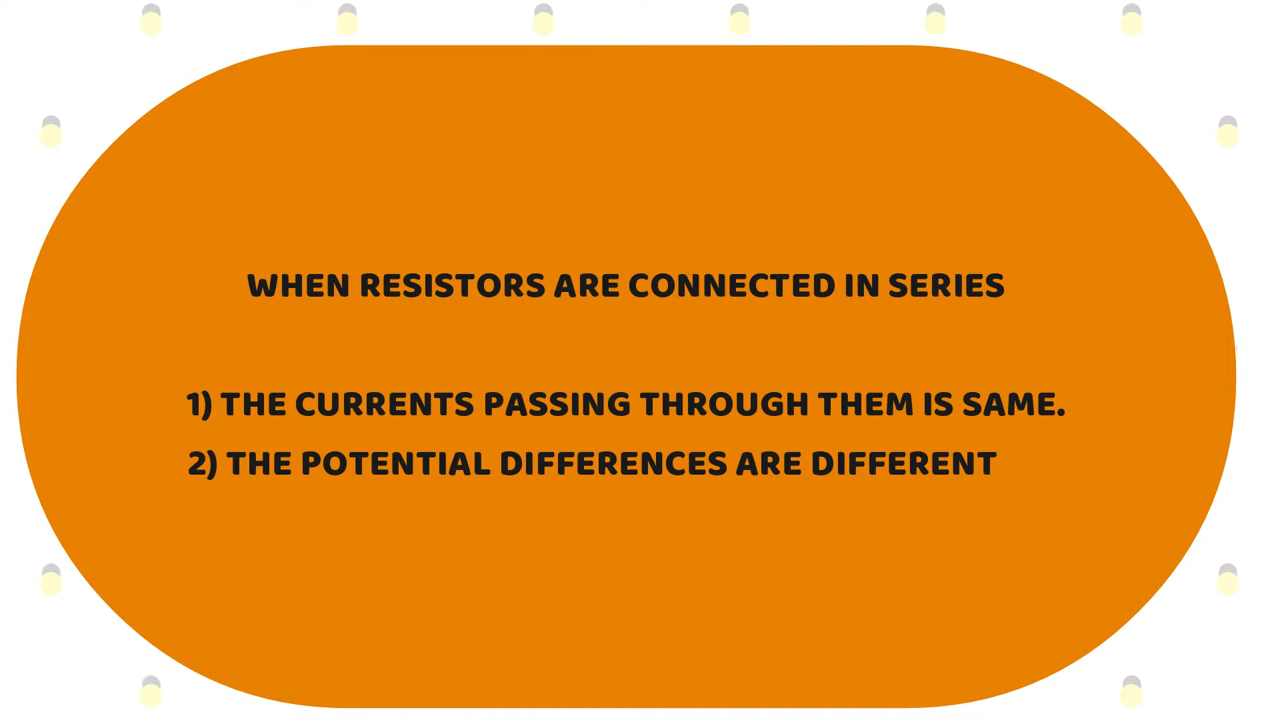 WHEN RESISTORS ARE CONNECTED IN SERIES
1) THE CURRENTS PASSING THROUGH THEM IS SAME.
2) THE POTENTIAL DIFFERENCES ARE DIFFERENT